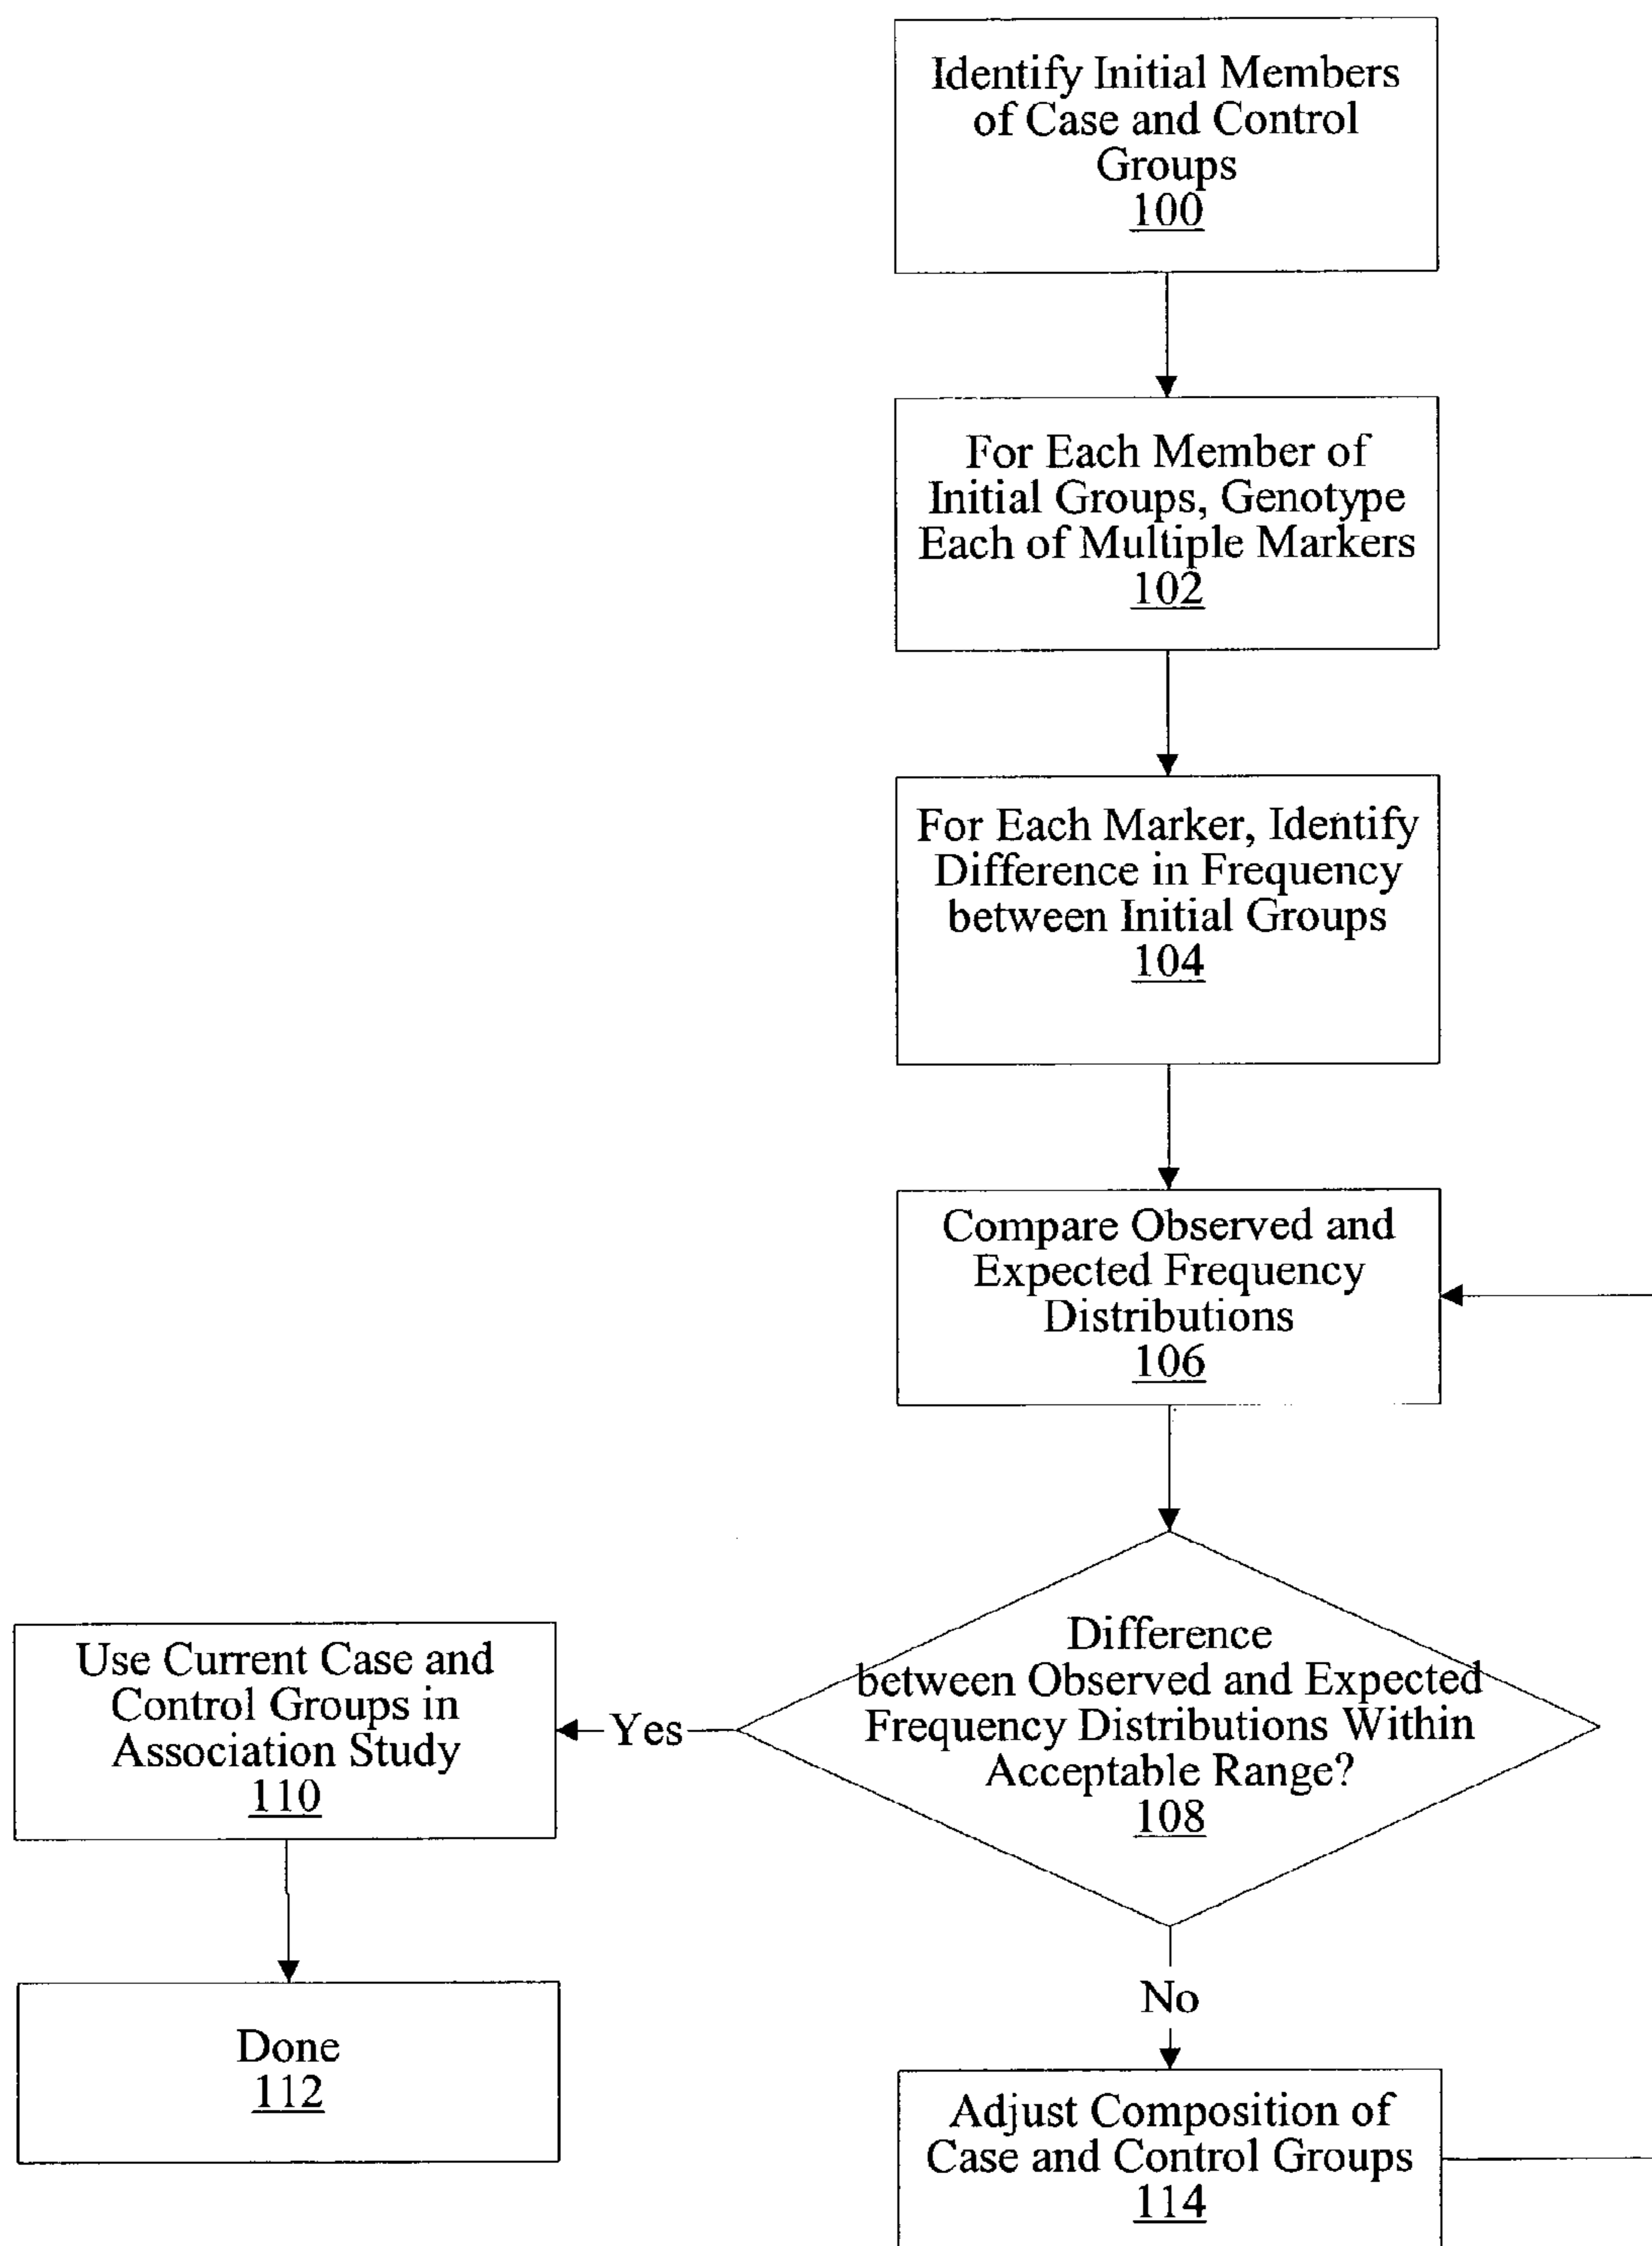 Identify Initial Members
of Case and Control
Groups
100
For Each Member of
Initial Groups, Genotype
Each of Multiple Markers
102
For Each Marker, Identify
Difference in Frequency
between Initial Groups
104
Compare Observed and
Expected Frequency
Distributions
106
Difference
between Observed and Expected
Frequency Distributions Within
Acceptable Range?
108
Yes
Use Current Case and
Control Groups in
Association Study
110
Done
112
No
Adjust Composition of
Case and Control Groups
114